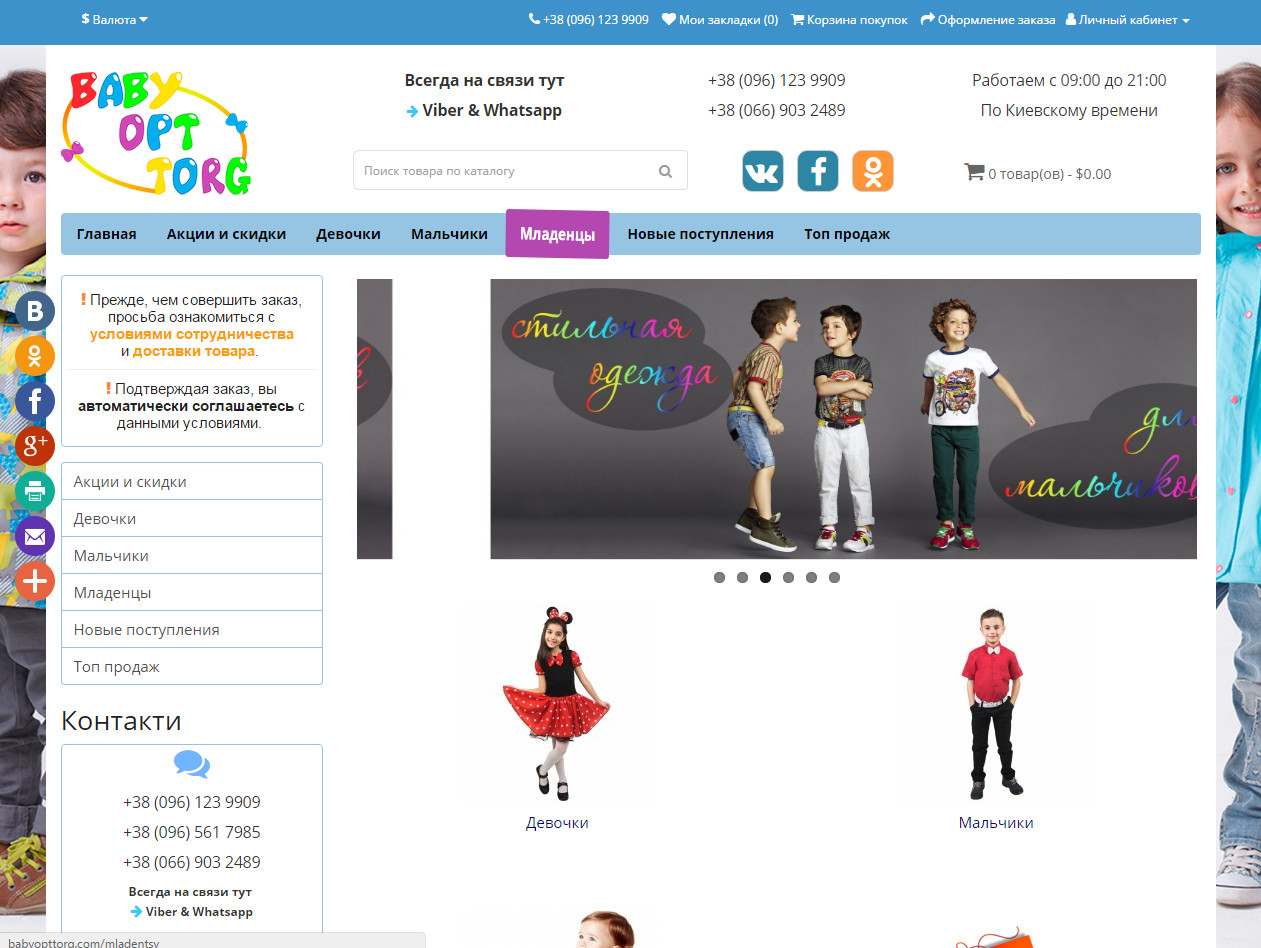 $ Валюта
+38 (096) 123 9909
Мои закладки (0)
Корзина покупок
Оформление заказа
Личный кабинет
BABY
OPT
TORG
Всегда на связи тут
Viber & Whatsapp
+38 (096) 123 9909
+38 (066) 903 2489
Работаем с 09:00 до 21:00
По Киевскому времени
Поиск товара по каталогу
0 товар(ов) - $0.00
Главная
Акции и скидки
Девочки
Мальчики
Младенцы
Новые поступления
Топ продаж
! Прежде, чем совершить заказ,
просьба ознакомиться с
условиями сотрудничества
и доставки товара.
! Подтверждая заказ, вы
автоматически соглашаетесь с
данными условиями.
B
f
g+
стильная
одежда
для
мальчиков
Акции и скидки
Девочки
Мальчики
Младенцы
Новые поступления
Топ продаж
Контакти
+38 (096) 123 9909
+38 (096) 561 7985
+38 (066) 903 2489
Всегда на связи тут
Viber & Whatsapp
Девочки
Мальчики
babyopttorg.com/mladentsy